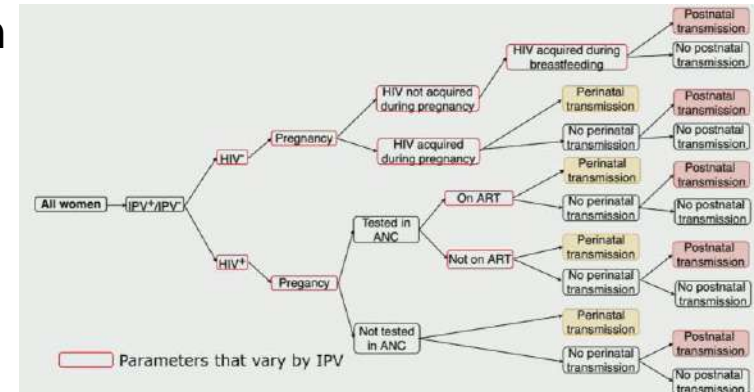 n
Postnatal
transmission
HIV acquired during
breastfeeding
No postnatal
transmission
HIV not acquired
during pregnancy
Perinatal
transmission
Postnatal
transmission
Pregnancy
HIV acquired
during pregnancy
No perinatal
transmission
No postnatal
transmission
HIV-
Perinatal
transmission
Postnatal
transmission
On ART
No perinatal
transmission
No postnatal
transmission
All women
IPV+/IPV-
Tested in
ANC
Perinatal
transmission
Postnatal
transmission
Not on ART
No perinatal
transmission
No postnatal
transmission
HIV+
Pregancy
Perinatal
transmission
Not tested
in ANC
Postnatal
transmission
No perinatal
transmission
No postnatal
transmission
Parameters that vary by IPV